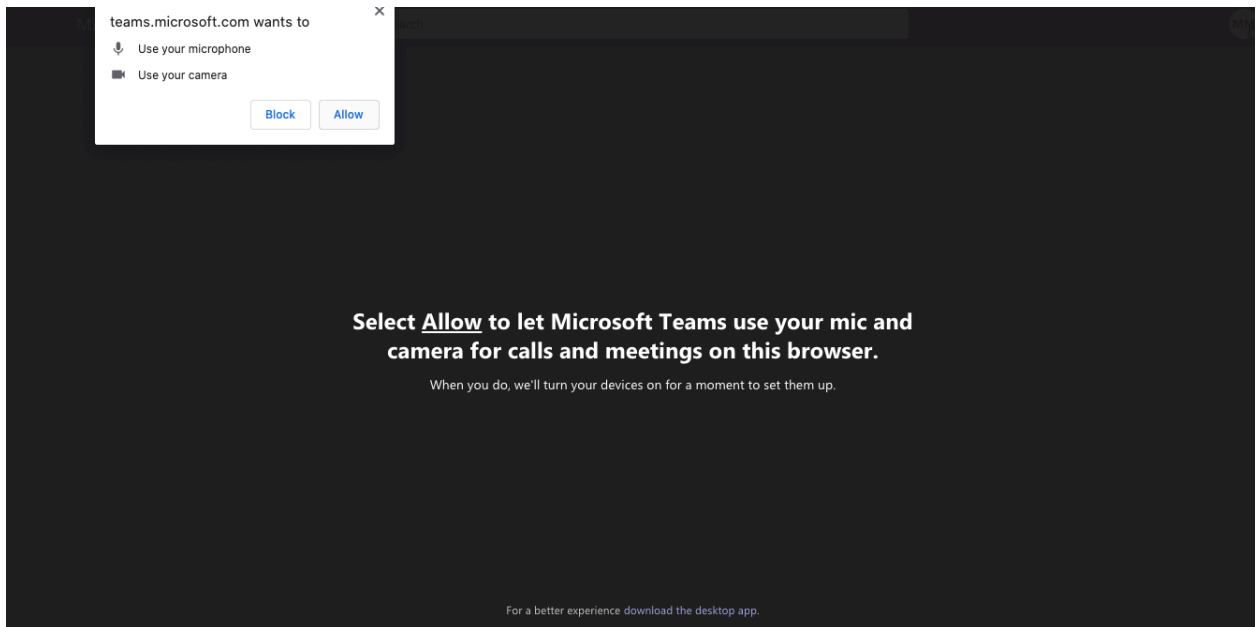 teams.microsoft.com wants to
Use your microphone
Use your camera
Block Allow
Select Allow to let Microsoft Teams use your mic and
camera for calls and meetings on this browser.
When you do, we'll turn your devices on for a moment to set them up.
For a better experience download the desktop app.